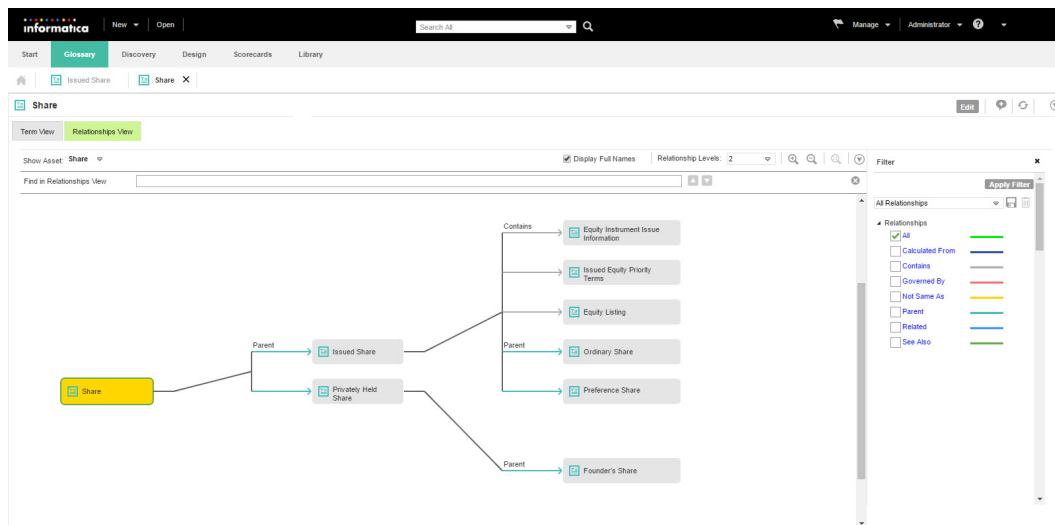 informatica New Open Search All Manage Administrator ?
Start Glossary Discovery Design Scorecards Library
Issued Share Share X
Share Edit
Term View Relationships View
Show Asset: Share Display Full Names Relationship Levels: 2 Filter
Find in Relationships View Apply Filter
All Relationships
Relationships
All
Calculated From
Contains
Governed By
Not Same As
Parent
Related
See Also
Contains
Equity Instrument Issue
Information
Issued Equity Priority
Terms
Equity Listing
Parent
Issued Share
Parent
Ordinary Share
Share
Privately Held
Share
Preference Share
Parent
Founder's Share